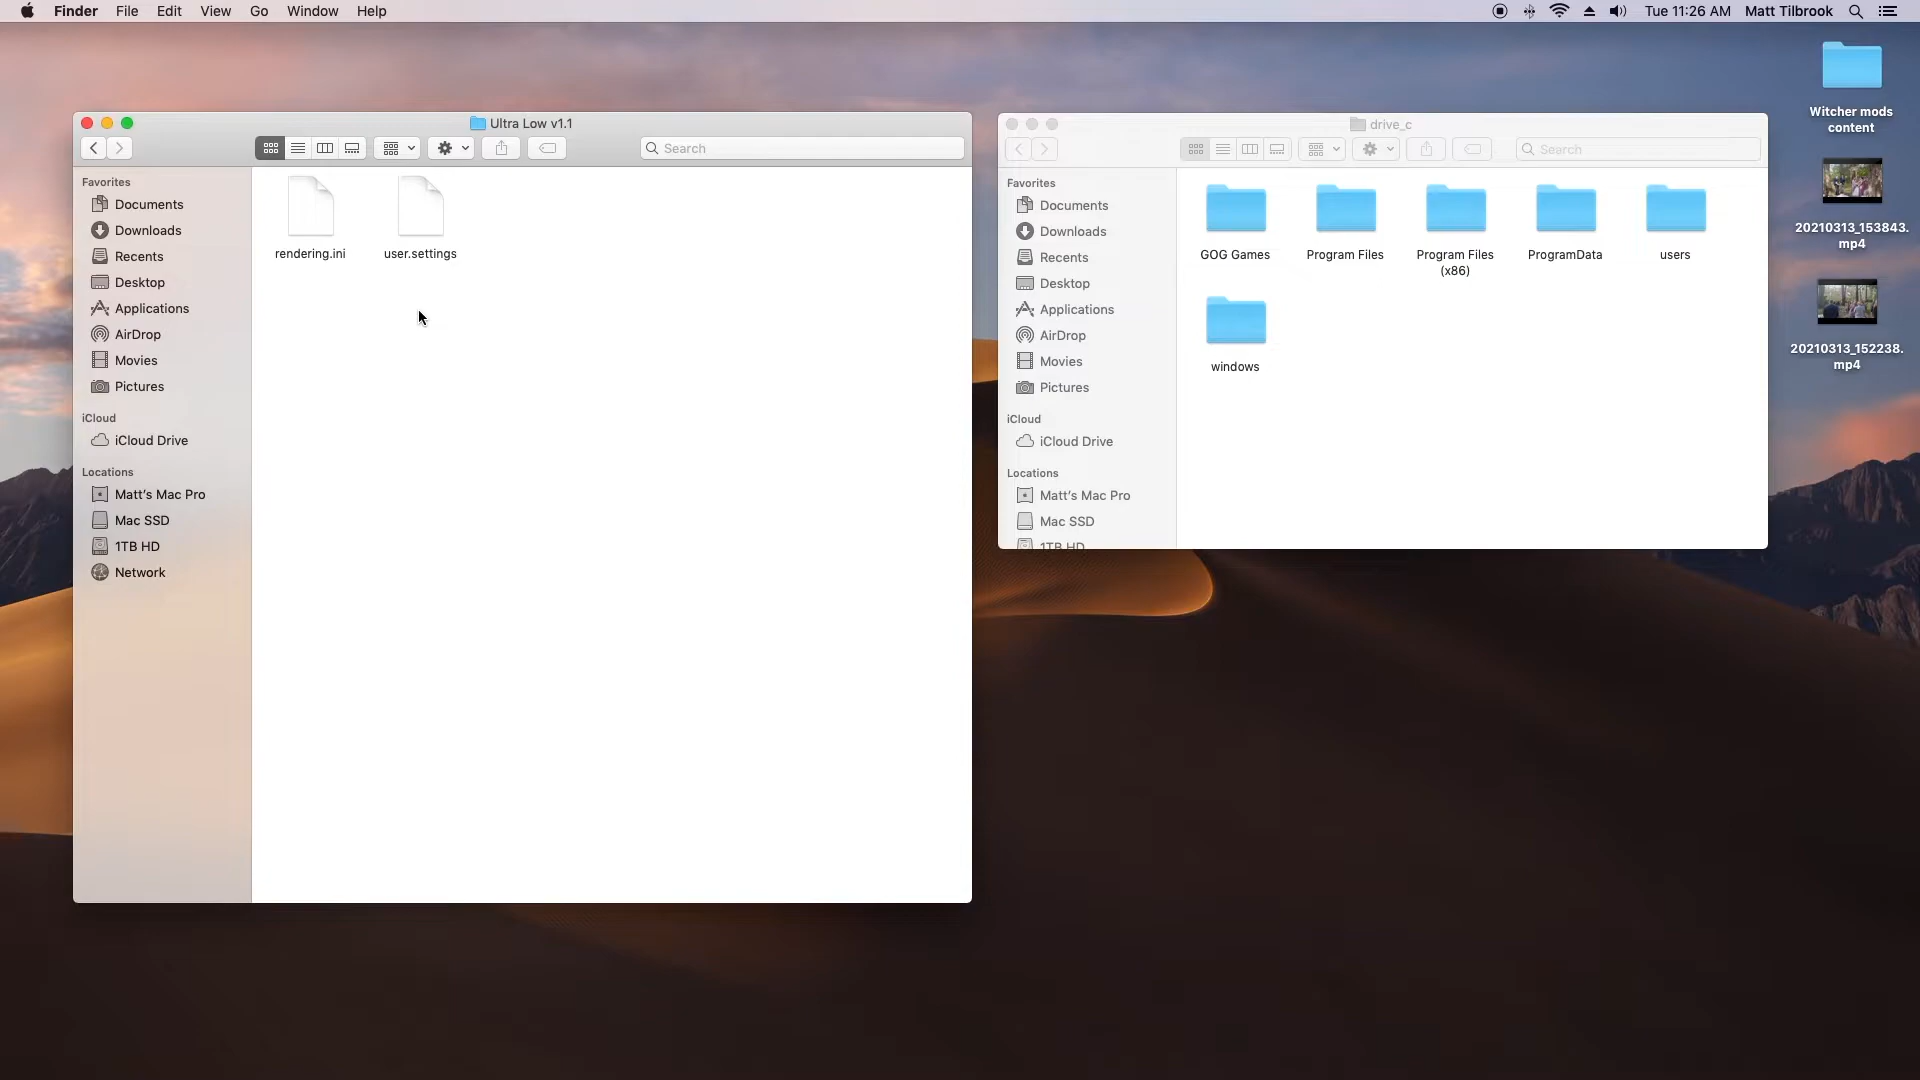 Finder File Edit View Go Window Help
Tue 11:26 AM Matt Tilbrook
Ultra Low v1.1
Search
Favorites
Documents
Downloads
Recents
Desktop
Applications
AirDrop
Movies
Pictures
iCloud
iCloud Drive
Locations
Matt's Mac Pro
Mac SSD
1TB HD
Network
rendering.ini
user.settings
drive_c
Search
Favorites
Documents
Downloads
Recents
Desktop
Applications
AirDrop
Movies
Pictures
iCloud
iCloud Drive
Locations
Matt's Mac Pro
Mac SSD
1TB HD
GOG Games
Program Files
Program Files
(x86)
ProgramData
users
windows
Witcher mods
content
20210313_153843.
mp4
20210313_152238.
mp4